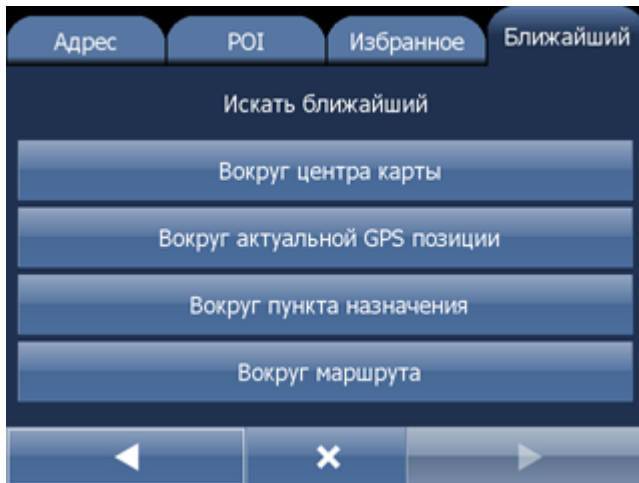 Адрес POI Избранное Ближайший
Искать ближайший
Вокруг центра карты
Вокруг актуальной GPS позиции
Вокруг пункта назначения
Вокруг маршрута